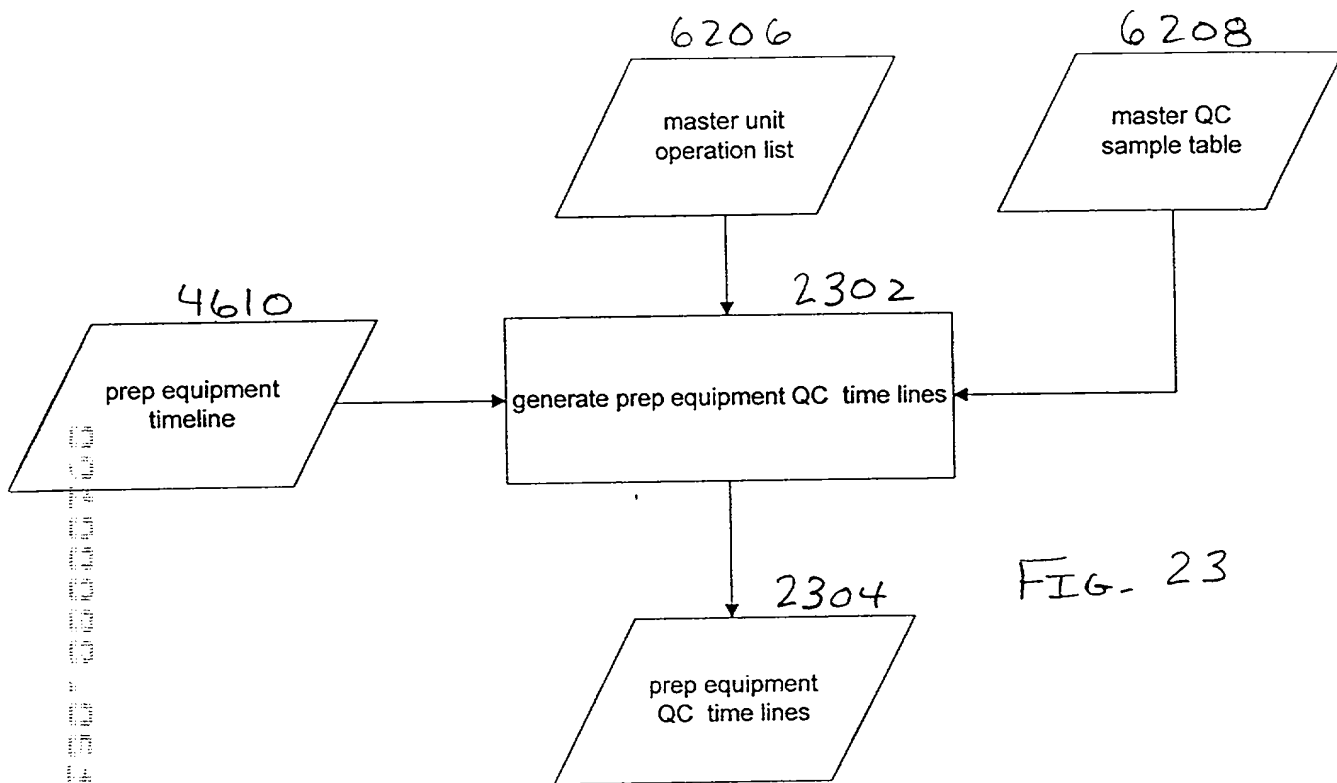 6206
6208
master unit
operation list
master QC
sample table
4610
2302
prep equipment
timeline
generate prep equipment QC time lines
2304
FIG. 23
prep equipment
QC time lines